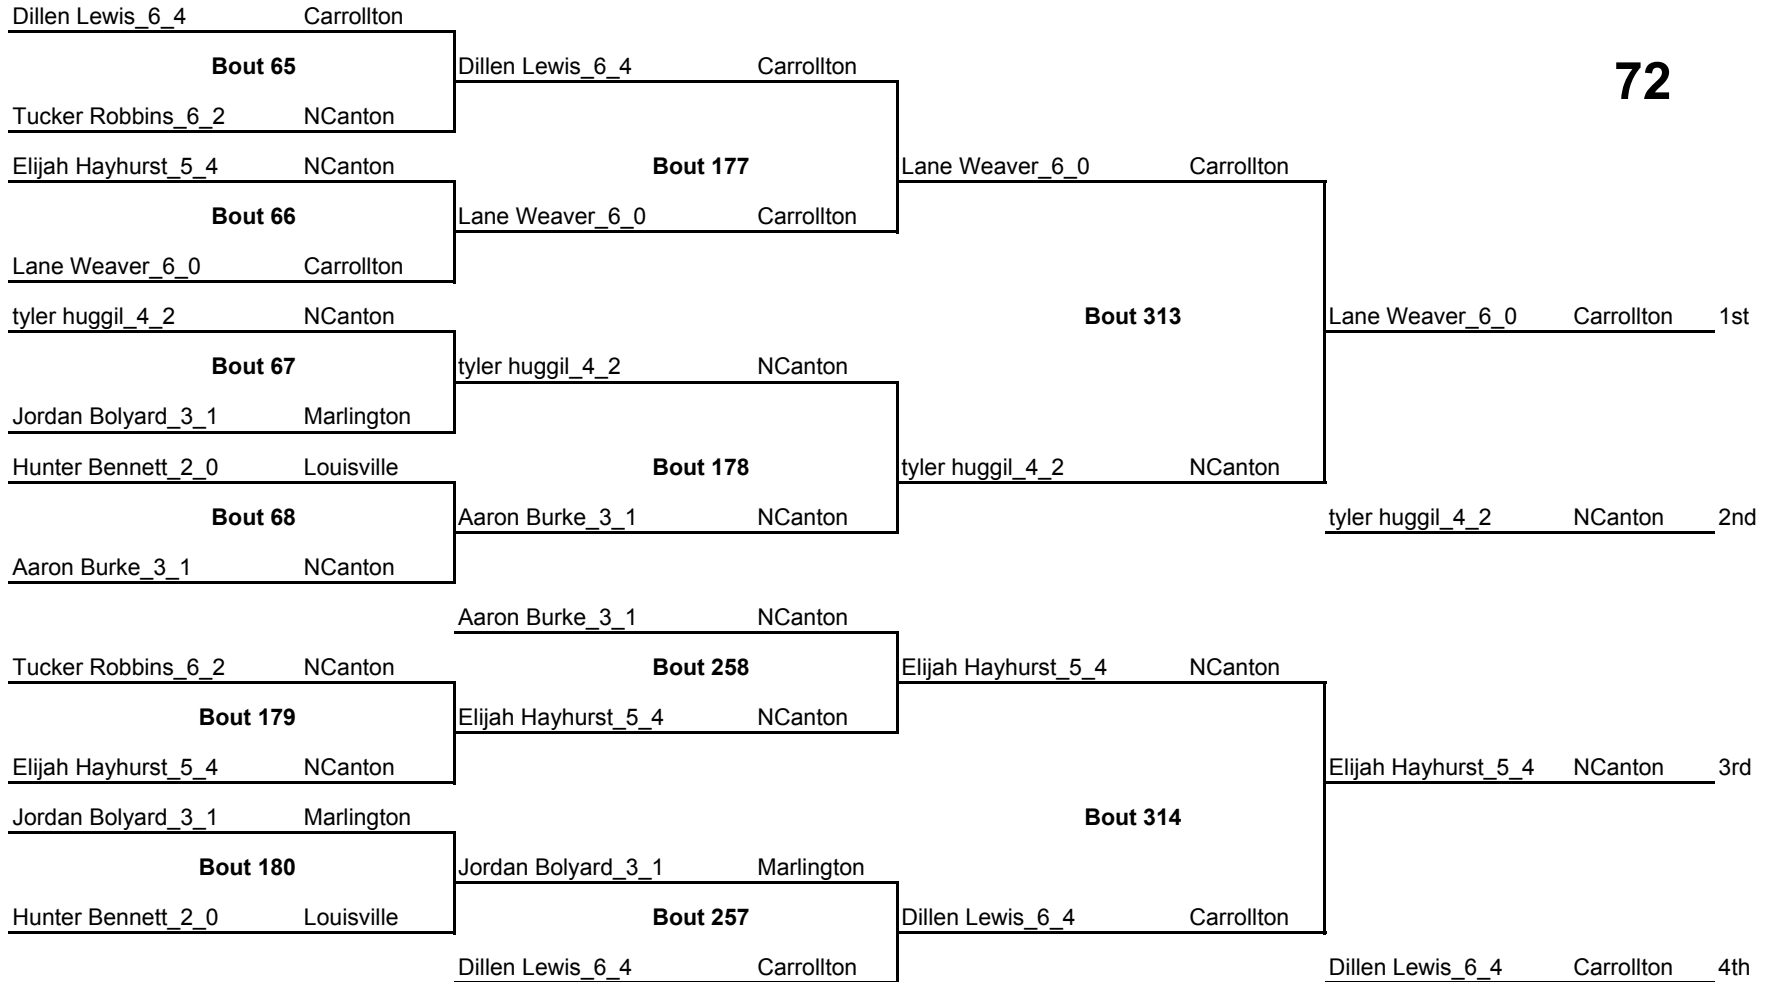 Dillen Lewis_6_4 Carrollton
Bout 65 Dillen Lewis_6_4 Carrollton 72
Tucker Robbins_6_2 NCanton
Elijah Hayhurst_5_4 NCanton Bout 177 Lane Weaver_6_0 Carrollton
Bout 66 Lane Weaver_6_0 Carrollton
Lane Weaver_6_0 Carrollton
tyler huggil_4_2 NCanton Bout 313 Lane Weaver_6_0 Carrollton 1st
Bout 67 tyler huggil_4_2 NCanton
Jordan Bolyard_3_1 Marlington
Hunter Bennett_2_0 Louisville Bout 178 tyler huggil_4_2 NCanton
Bout 68 Aaron Burke_3_1 NCanton tyler huggil_4_2 NCanton 2nd
Aaron Burke_3_1 NCanton
Aaron Burke_3_1 NCanton
Tucker Robbins_6_2 NCanton Bout 258 Elijah Hayhurst_5_4 NCanton
Bout 179 Elijah Hayhurst_5_4 NCanton
Elijah Hayhurst_5_4 NCanton Elijah Hayhurst_5_4 NCanton 3rd
Jordan Bolyard_3_1 Marlington Bout 314
Bout 180 Jordan Bolyard_3_1 Marlington
Hunter Bennett_2_0 Louisville Bout 257 Dillen Lewis_6_4 Carrollton
Dillen Lewis_6_4 Carrollton Dillen Lewis_6_4 Carrollton 4th